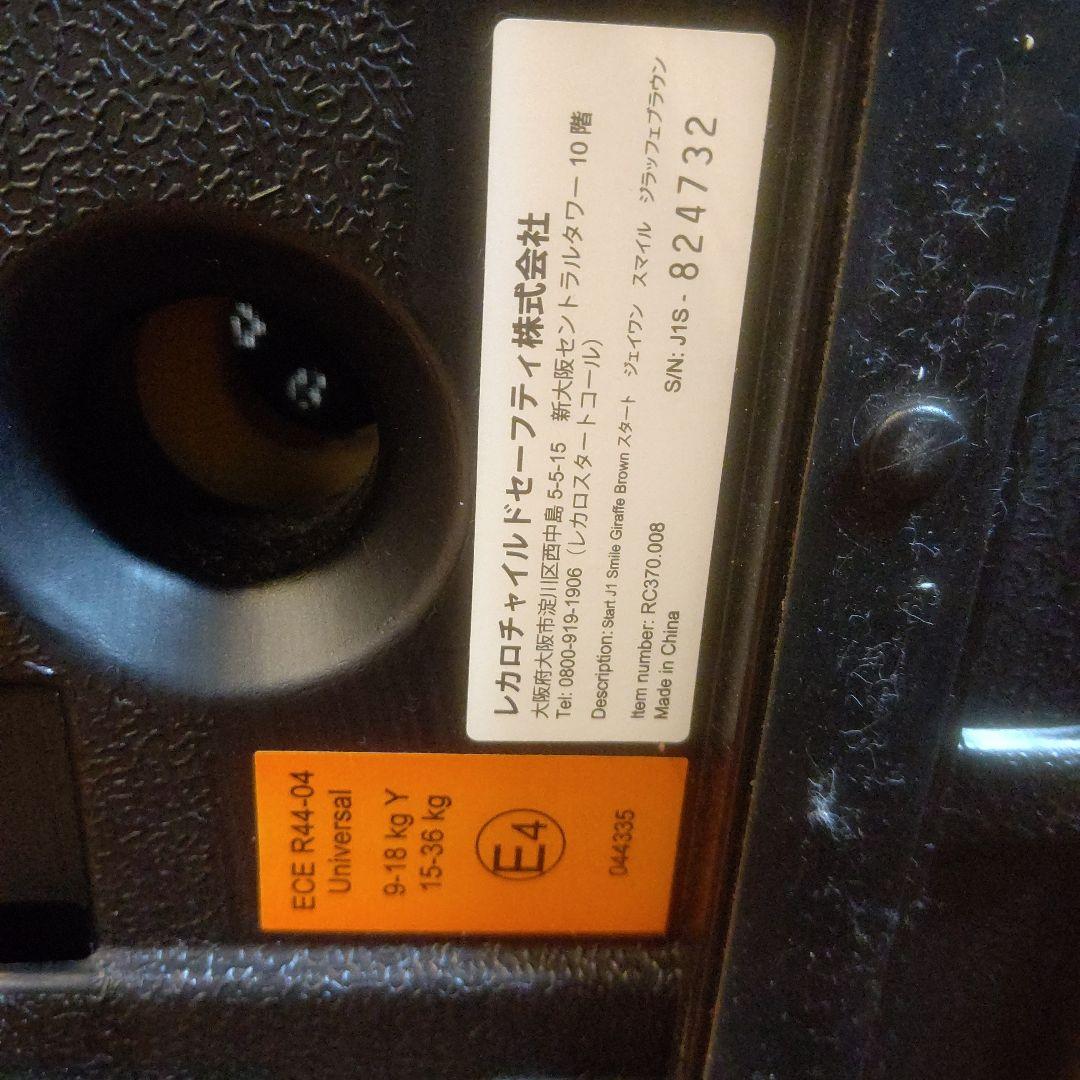 レカロチャイルドセーフティ株式会社
大阪府大阪市淀川区西中島 5-5-15 新大阪セントラルタワー 10 階
Tel: 0800-919-1906（レカロスタートコール）
Description: Start J1 Smile Giraffe Brown スタート ジェイワン スマイル ジラッフェブラウン
Item number: RC370.008 S/N: J1S - 824732
Made in China
ECE R44-04
Universal
9-18 kg Y
15-36 kg
E4
044335